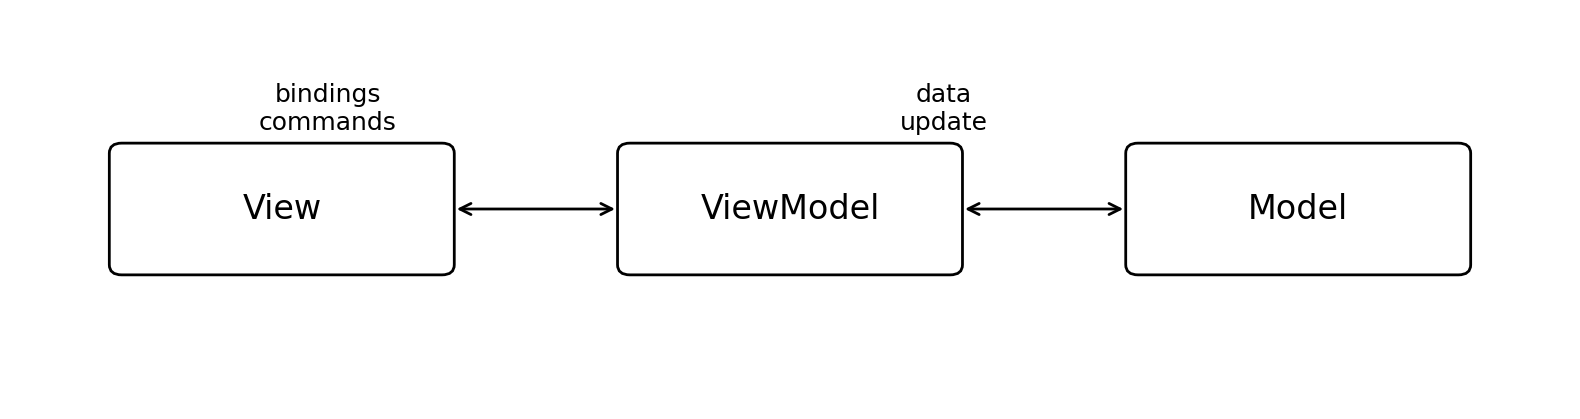 bindings
commands
data
update
View
ViewModel
Model